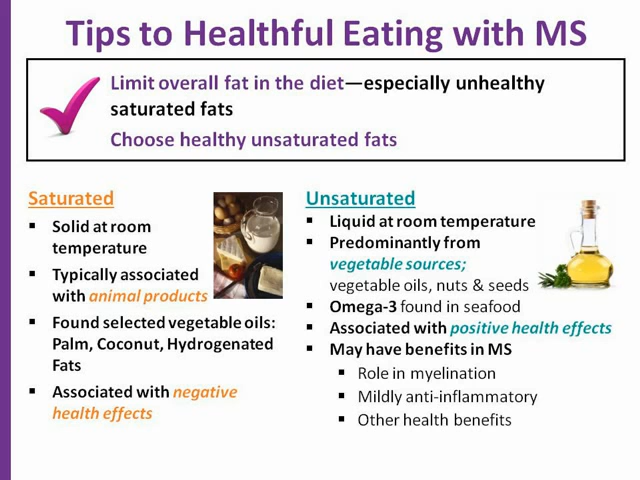 Tips to Healthful Eating with MS
Limit overall fat in the diet—especially unhealthy
saturated fats
Choose healthy unsaturated fats
Saturated
▪ Solid at room
temperature
▪ Typically associated
with animal products
▪ Found selected vegetable oils:
Palm, Coconut, Hydrogenated
Fats
▪ Associated with negative
health effects
Unsaturated
▪ Liquid at room temperature
▪ Predominantly from
vegetable sources;
vegetable oils, nuts & seeds
▪ Omega-3 found in seafood
▪ Associated with positive health effects
▪ May have benefits in MS
▪ Role in myelination
▪ Mildly anti-inflammatory
▪ Other health benefits